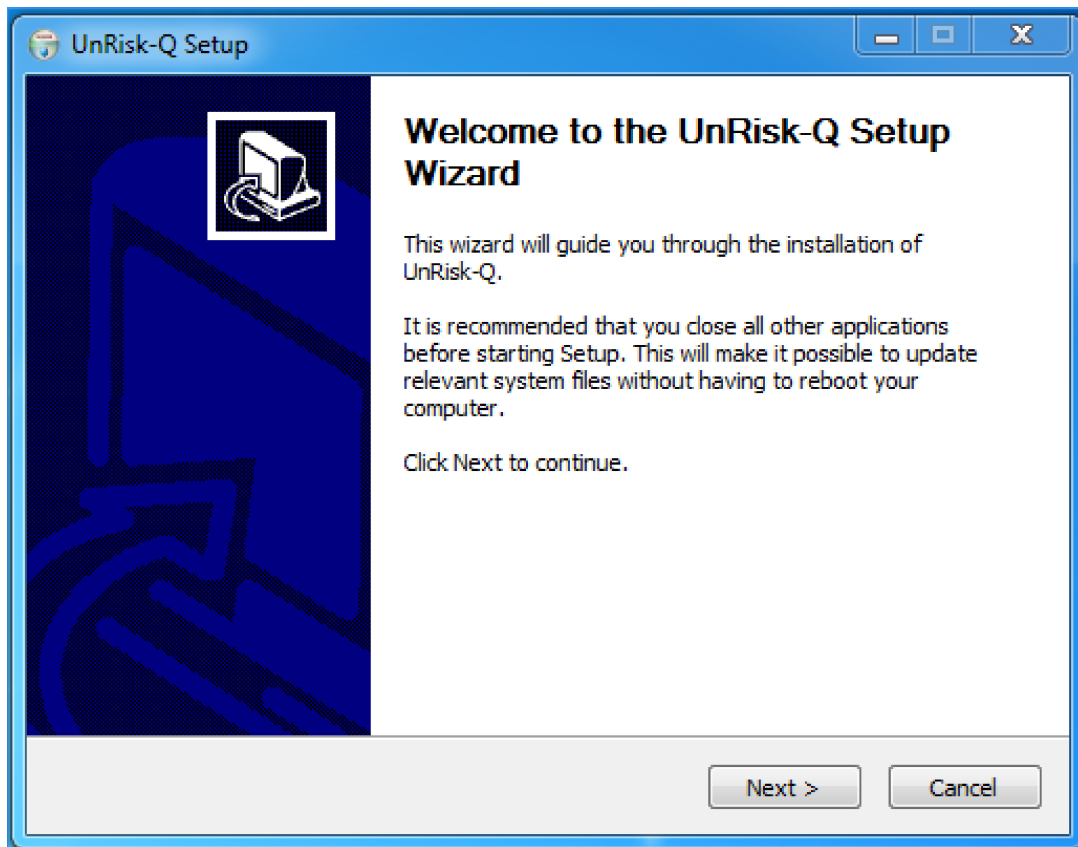 UnRisk-Q Setup
Welcome to the UnRisk-Q Setup
Wizard
This wizard will guide you through the installation of
UnRisk-Q.
It is recommended that you close all other applications
before starting Setup. This will make it possible to update
relevant system files without having to reboot your
computer.
Click Next to continue.
Next >
Cancel